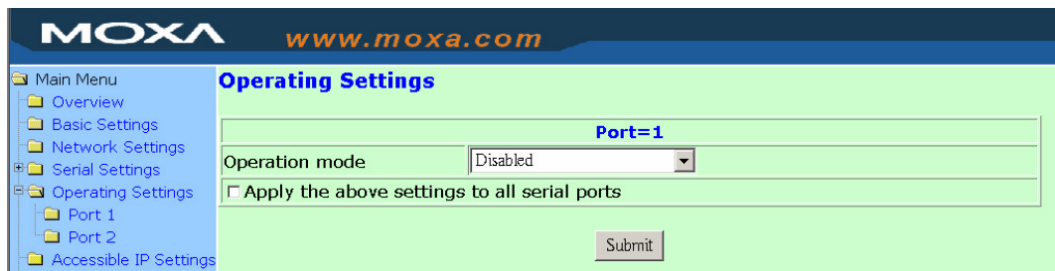 MOXA www.moxa.com
Main Menu
Overview
Basic Settings
Network Settings
Serial Settings
Operating Settings
Port 1
Port 2
Accessible IP Settings
Operating Settings
Port=1
Operation mode Disabled
Apply the above settings to all serial ports
Submit